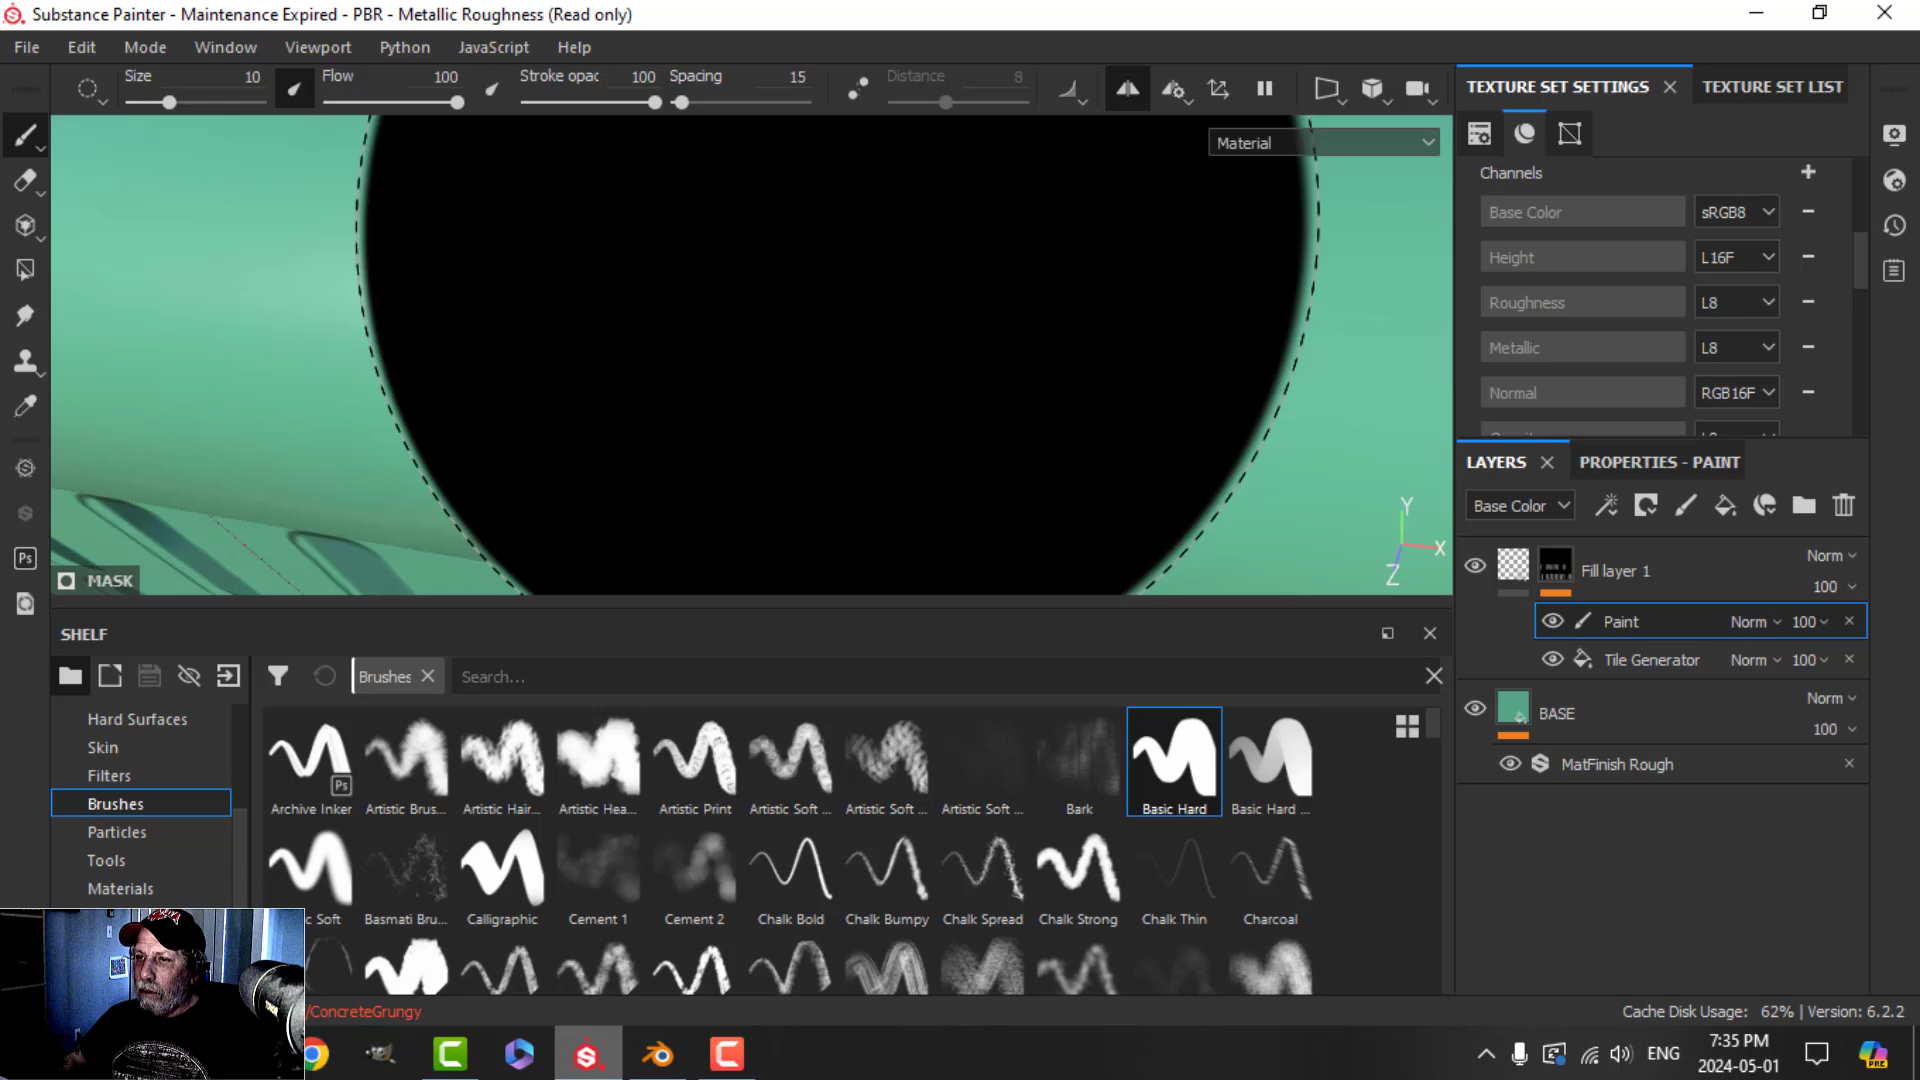 Substance Painter - Maintenance Expired - PBR - Metallic Roughness (Read only)
File Edit Mode Window Viewport Python JavaScript Help
Size 10 Flow 100 Stroke opac 100 Spacing 15 Distance 8
TEXTURE SET SETTINGS TEXTURE SET LIST
Material
Channels
Base Color sRGB8
Height L16F
Roughness L8
Metallic L8
Normal RGB16F
Y
X
Z
MASK
LAYERS PROPERTIES - PAINT
Base Color
Norm
Fill layer 1
100
Paint Norm 100
Tile Generator Norm 100
Norm
BASE
100
MatFinish Rough
Ps
SHELF
Brushes Search...
Hard Surfaces
Skin
Filters
Brushes
Particles
Tools
Materials
Ps
Archive Inker Artistic Brus... Artistic Hair... Artistic Hea... Artistic Print Artistic Soft ... Artistic Soft ... Artistic Soft ... Bark Basic Hard Basic Hard ...
Soft Basmati Bru... Calligraphic Cement 1 Cement 2 Chalk Bold Chalk Bumpy Chalk Spread Chalk Strong Chalk Thin Charcoal
/ConcreteGrungy
Cache Disk Usage: 62% | Version: 6.2.2
ENG
7:35 PM
2024-05-01
PRE